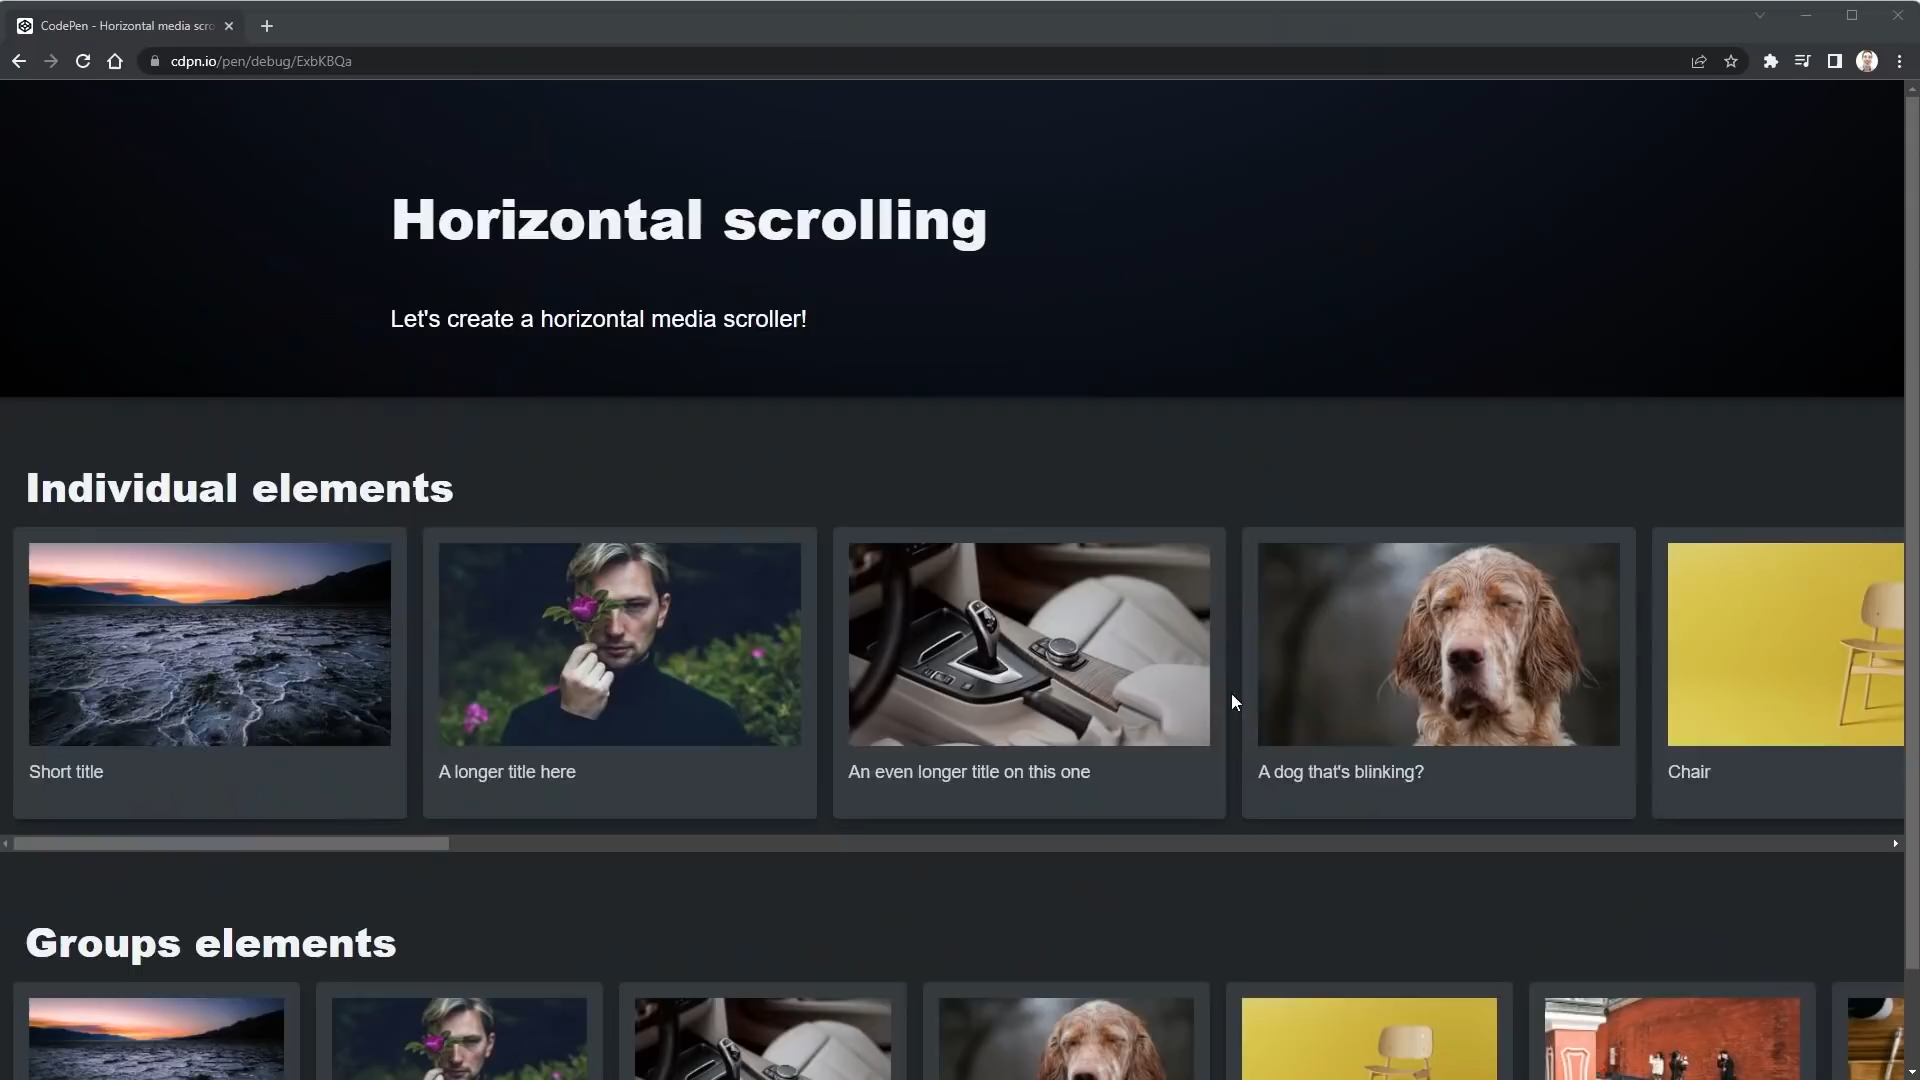 CodePen - Horizontal media scro
cdpn.io/pen/debug/ExbKBQa
Horizontal scrolling
Let's create a horizontal media scroller!
Individual elements
Short title
A longer title here
An even longer title on this one
A dog that's blinking?
Chair
Groups elements